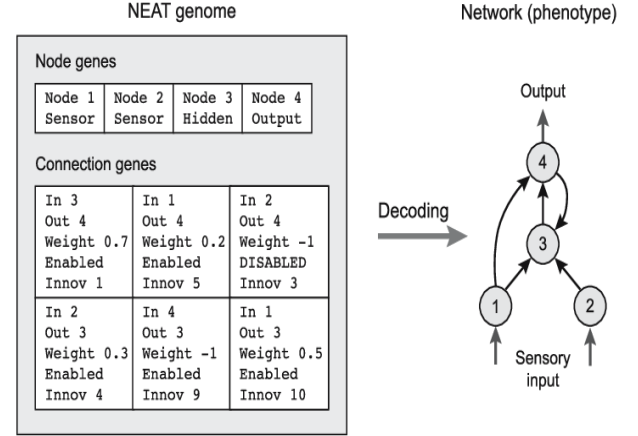 NEAT genome
Network (phenotype)
Node genes
Node 1 Node 2 Node 3 Node 4
Sensor Sensor Hidden Output
Connection genes
In 3 In 1 In 2
Out 4 Out 4 Out 4
Weight 0.7 Weight 0.2 Weight -1
Enabled Enabled DISABLED
Innov 1 Innov 5 Innov 3
In 2 In 4 In 1
Out 3 Out 3 Out 3
Weight 0.3 Weight -1 Weight 0.5
Enabled Enabled Enabled
Innov 4 Innov 9 Innov 10
Decoding
Output
4
3
1 2
Sensory
input